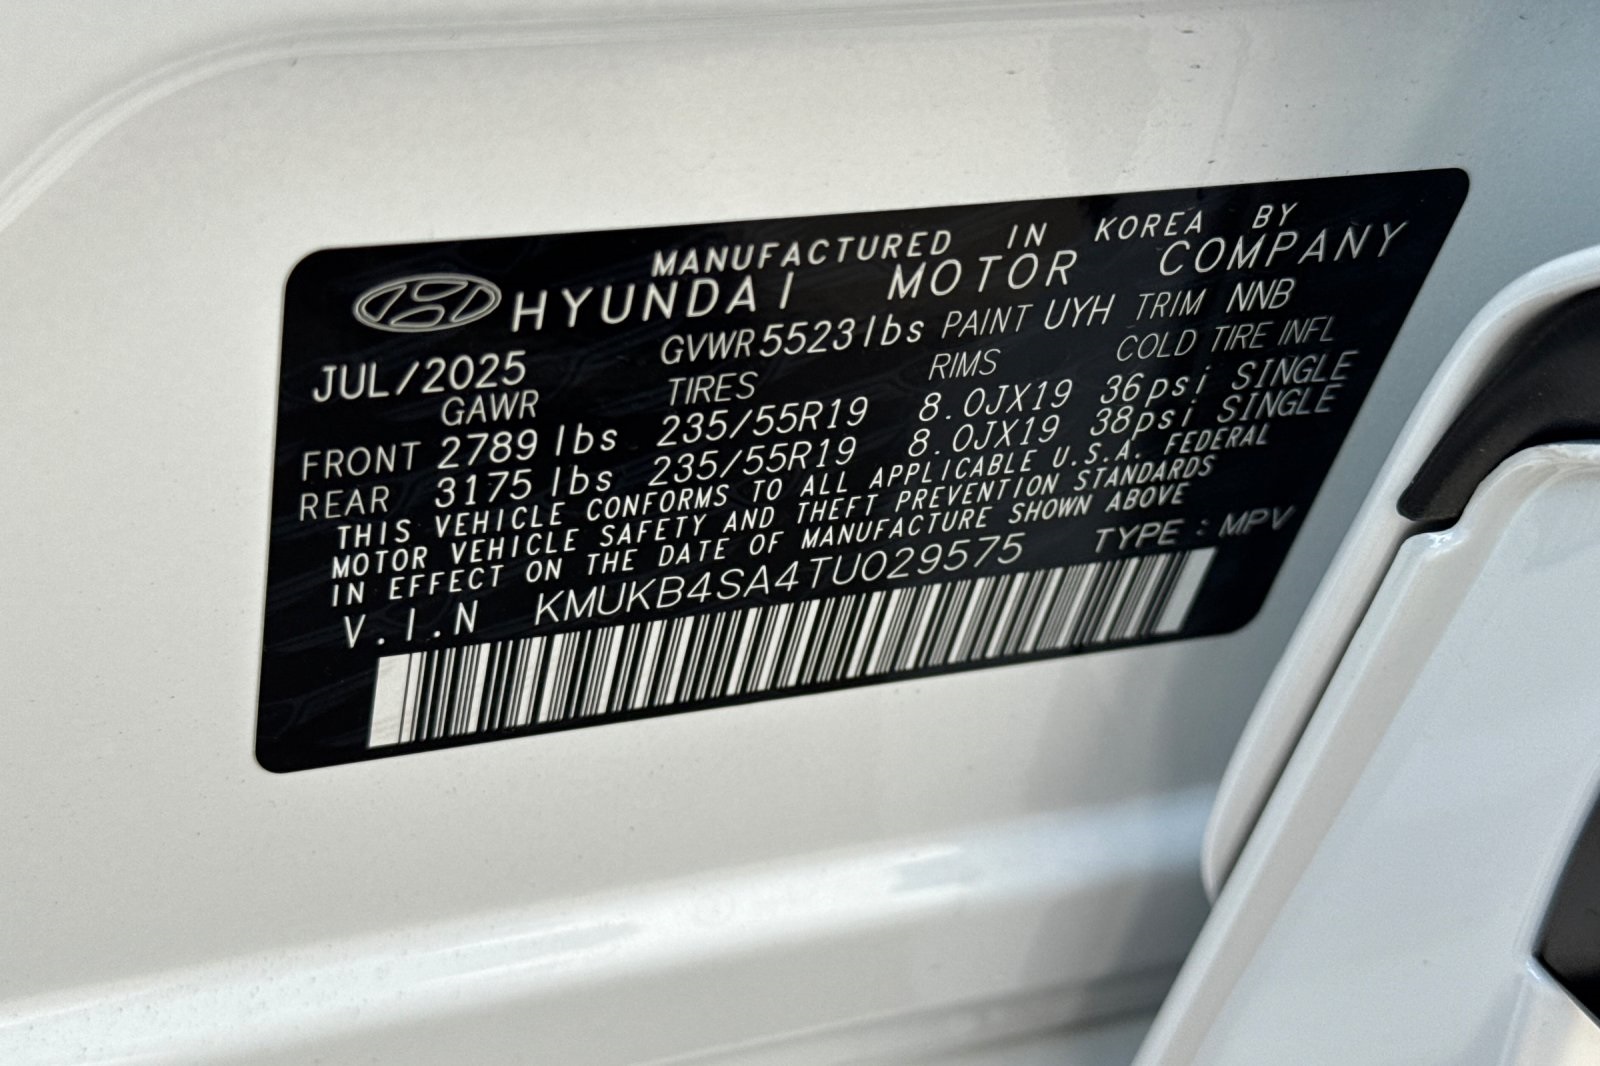 MANUFACTURED IN KOREA BY
HYUNDAI MOTOR COMPANY
JUL/2025 GVWR 5523lbs PAINT UYH TRIM NNB
GAWR TIRES RIMS COLD TIRE INFL
FRONT 2789 lbs 235/55R19 8.0JX19 36psi SINGLE
REAR 3175 lbs 235/55R19 8.0JX19 38psi SINGLE
THIS VEHICLE CONFORMS TO ALL APPLICABLE U.S.A. FEDERAL
MOTOR VEHICLE SAFETY AND THEFT PREVENTION STANDARDS
IN EFFECT ON THE DATE OF MANUFACTURE SHOWN ABOVE
V.I.N KMUKB4SA4TU029575 TYPE : MPV